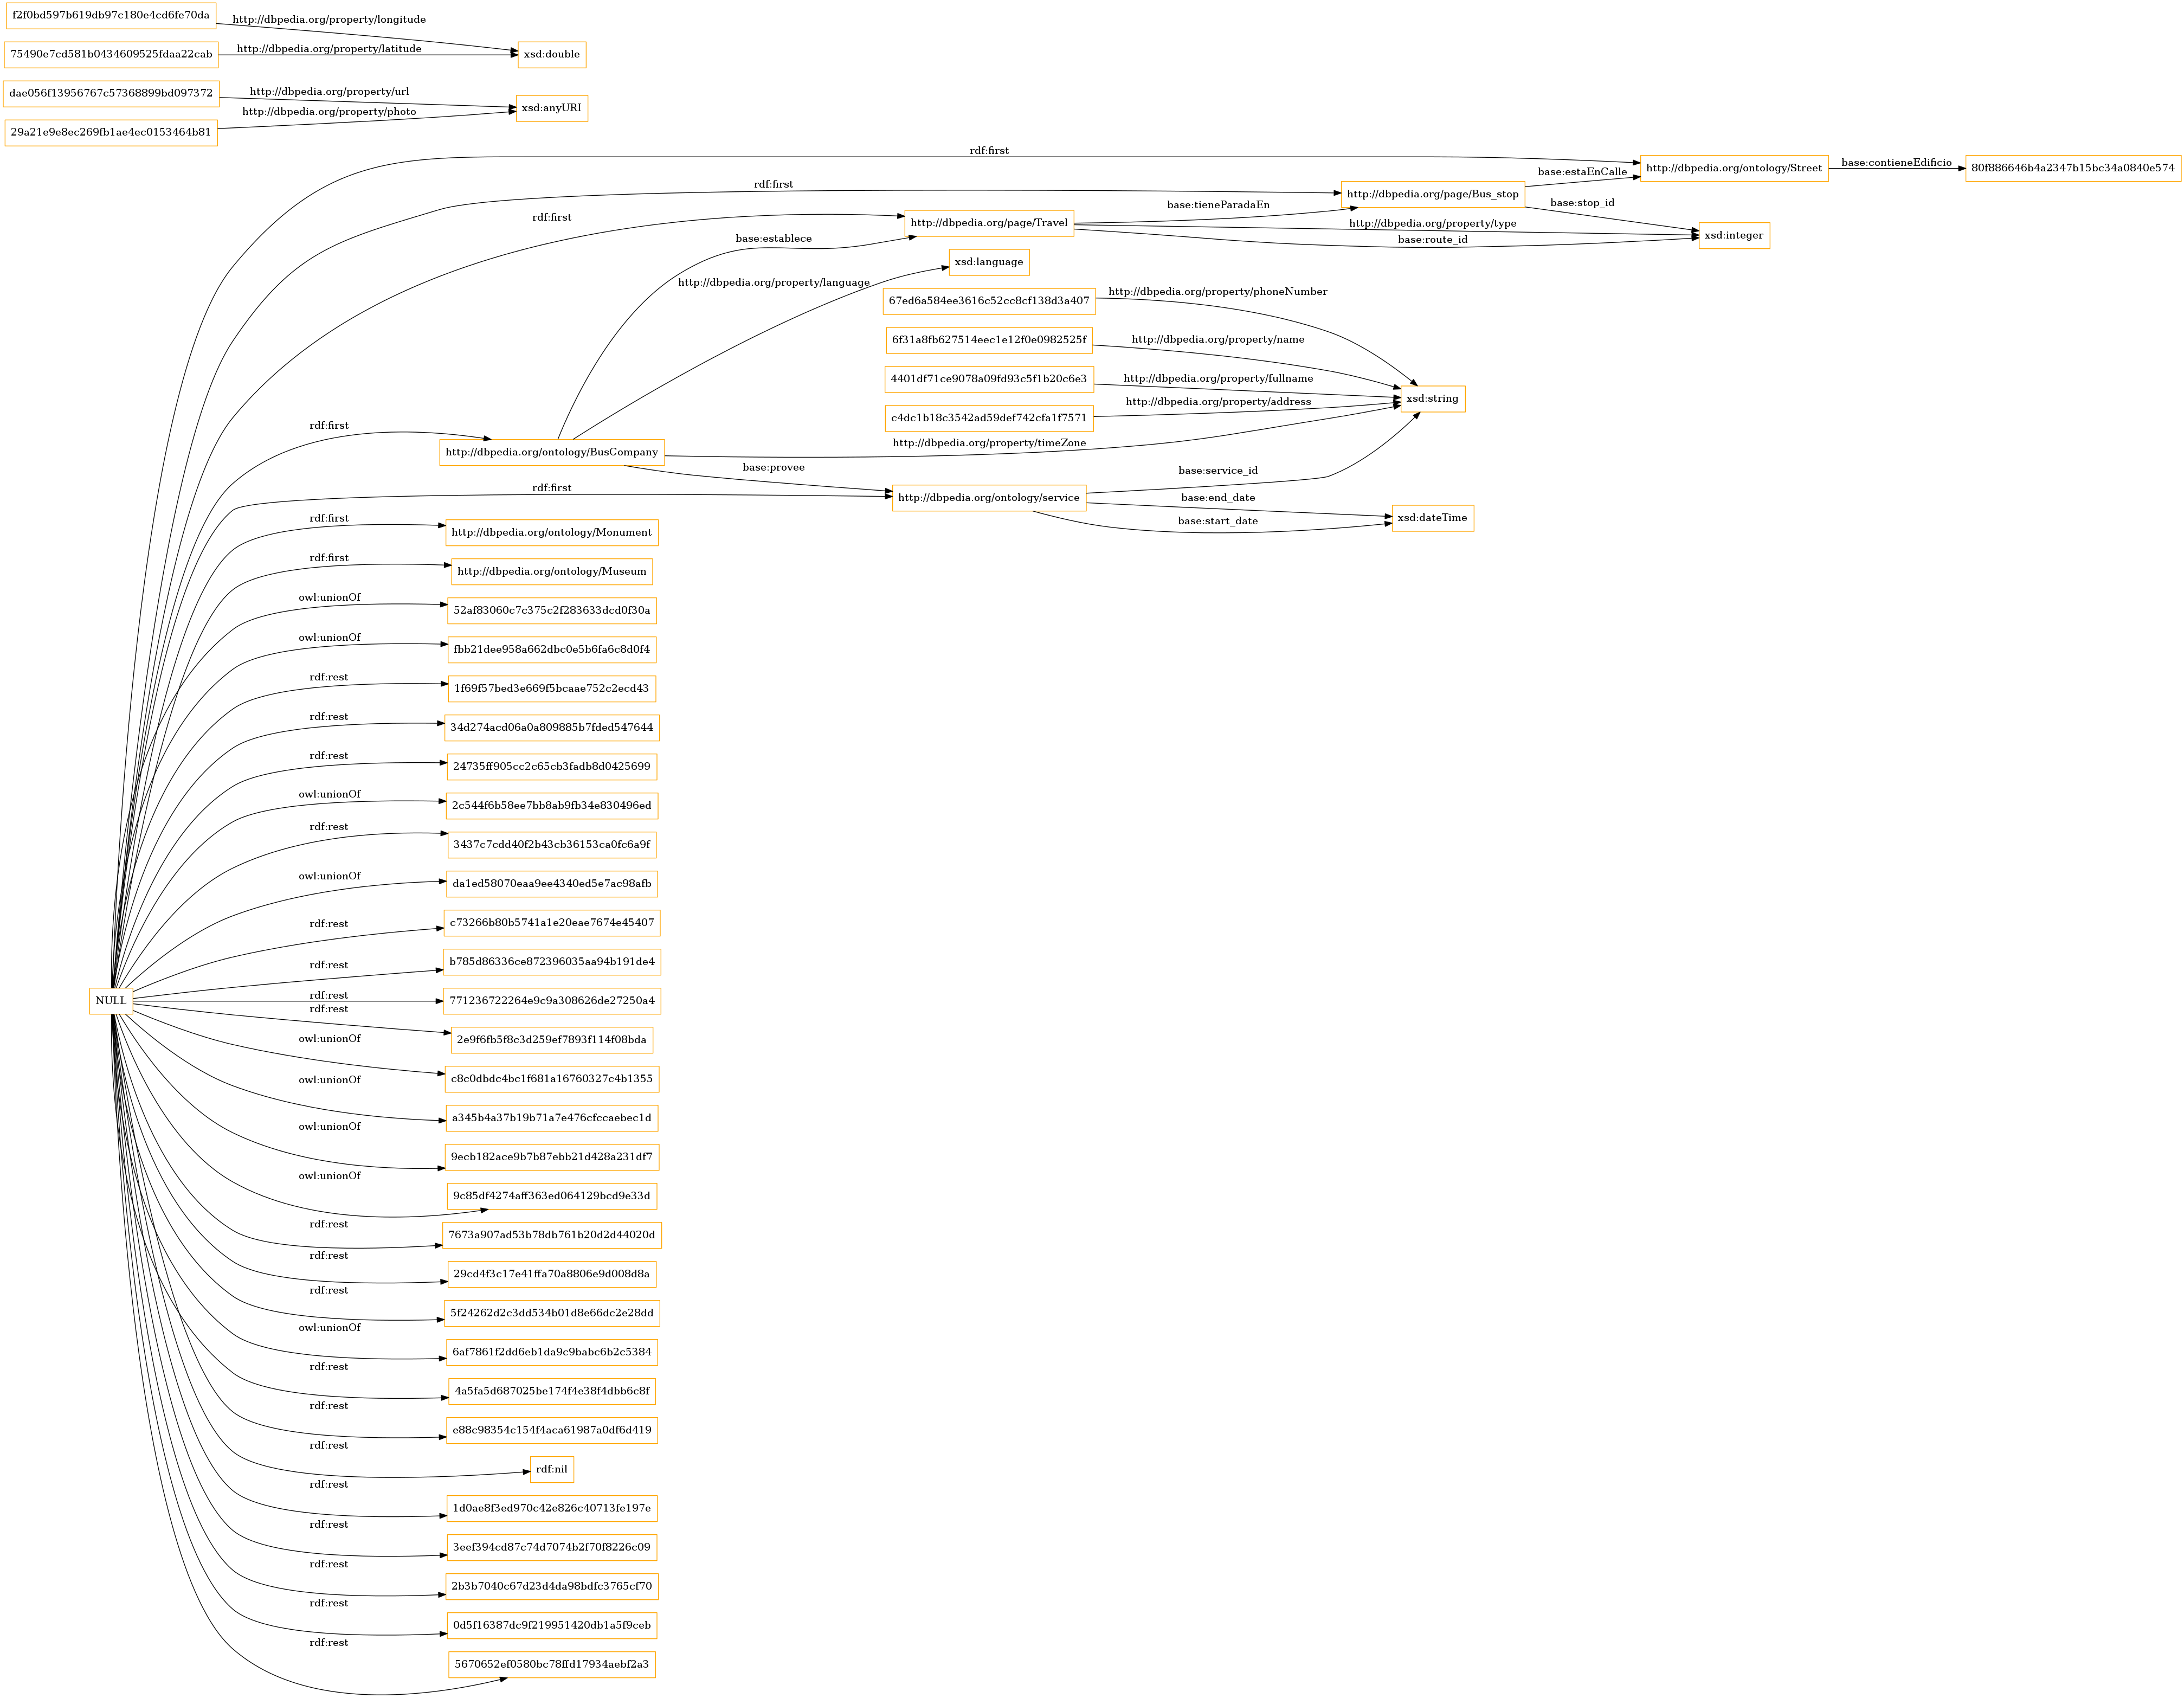 f2f0bd597b619db97c180e4cd6fe70da
http://dbpedia.org/property/longitude
75490e7cd581b0434609525fdaa22cab
http://dbpedia.org/property/latitude
xsd:double
dae056f13956767c57368899bd097372
http://dbpedia.org/property/url
xsd:anyURI
29a21e9e8ec269fb1ae4ec0153464b81
http://dbpedia.org/property/photo
rdf:first
http://dbpedia.org/ontology/Street
base:contieneEdificio
80f886646b4a2347b15bc34a0840e574
base:estaEnCalle
rdf:first
http://dbpedia.org/page/Bus_stop
base:stop_id
rdf:first
http://dbpedia.org/page/Travel
base:tieneParadaEn
http://dbpedia.org/property/type
base:route_id
xsd:integer
base:establece
http://dbpedia.org/property/language
xsd:language
67ed6a584ee3616c52cc8cf138d3a407
http://dbpedia.org/property/phoneNumber
6f31a8fb627514eec1e12f0e0982525f
http://dbpedia.org/property/name
4401df71ce9078a09fd93c5f1b20c6e3
http://dbpedia.org/property/fullname
xsd:string
c4dc1b18c3542ad59def742cfa1f7571
http://dbpedia.org/property/address
rdf:first
http://dbpedia.org/ontology/BusCompany
http://dbpedia.org/property/timeZone
base:provee
base:service_id
rdf:first
http://dbpedia.org/ontology/service
base:end_date
base:start_date
xsd:dateTime
rdf:first
http://dbpedia.org/ontology/Monument
rdf:first
http://dbpedia.org/ontology/Museum
owl:unionOf
52af83060c7c375c2f283633dcd0f30a
owl:unionOf
fbb21dee958a662dbc0e5b6fa6c8d0f4
rdf:rest
1f69f57bed3e669f5bcaae752c2ecd43
rdf:rest
34d274acd06a0a809885b7fded547644
rdf:rest
24735ff905cc2c65cb3fadb8d0425699
owl:unionOf
2c544f6b58ee7bb8ab9fb34e830496ed
rdf:rest
3437c7cdd40f2b43cb36153ca0fc6a9f
owl:unionOf
da1ed58070eaa9ee4340ed5e7ac98afb
rdf:rest
c73266b80b5741a1e20eae7674e45407
rdf:rest
b785d86336ce872396035aa94b191de4
NULL
rdf:rest
771236722264e9c9a308626de27250a4
rdf:rest
2e9f6fb5f8c3d259ef7893f114f08bda
owl:unionOf
c8c0dbdc4bc1f681a16760327c4b1355
owl:unionOf
a345b4a37b19b71a7e476cfccaebec1d
owl:unionOf
9ecb182ace9b7b87ebb21d428a231df7
owl:unionOf
9c85df4274aff363ed064129bcd9e33d
rdf:rest
7673a907ad53b78db761b20d2d44020d
rdf:rest
29cd4f3c17e41ffa70a8806e9d008d8a
rdf:rest
5f24262d2c3dd534b01d8e66dc2e28dd
owl:unionOf
6af7861f2dd6eb1da9c9babc6b2c5384
rdf:rest
4a5fa5d687025be174f4e38f4dbb6c8f
rdf:rest
e88c98354c154f4aca61987a0df6d419
rdf:rest
rdf:nil
rdf:rest
1d0ae8f3ed970c42e826c40713fe197e
rdf:rest
3eef394cd87c74d7074b2f70f8226c09
rdf:rest
2b3b7040c67d23d4da98bdfc3765cf70
rdf:rest
0d5f16387dc9f219951420db1a5f9ceb
rdf:rest
5670652ef0580bc78ffd17934aebf2a3